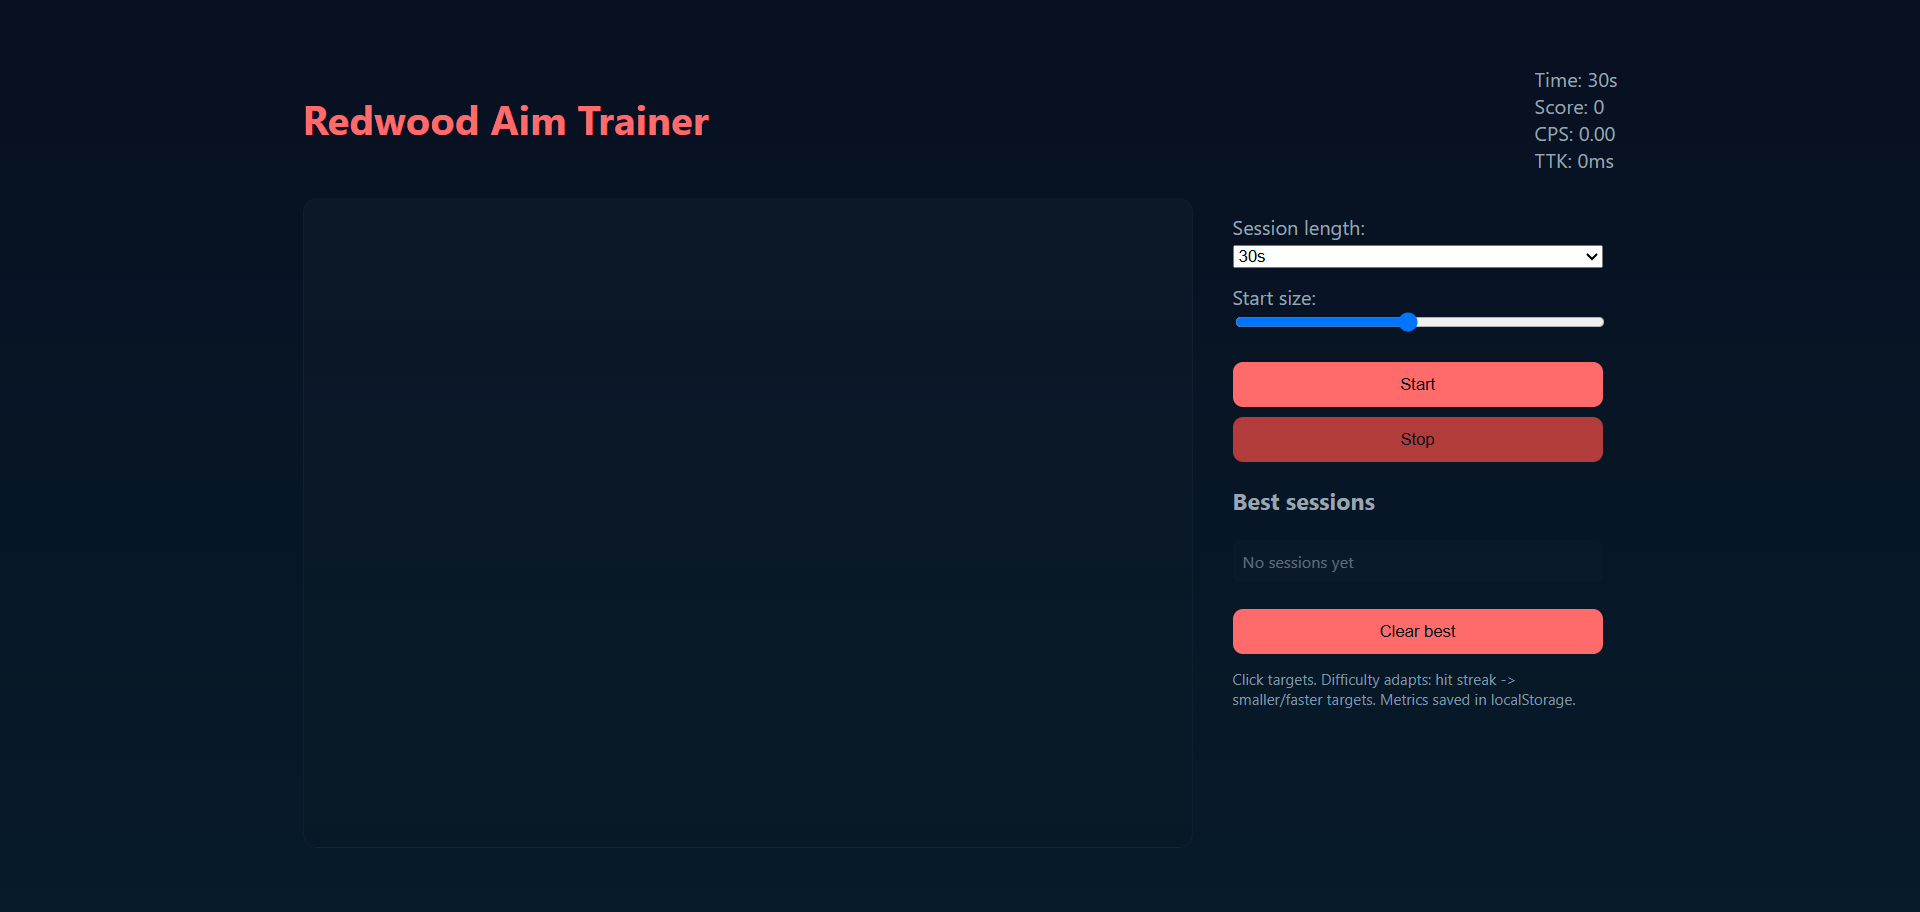 Redwood Aim Trainer
Time: 30s
Score: 0
CPS: 0.00
TTK: 0ms
Session length:
30s
Start size:
Start
Stop
Best sessions
No sessions yet
Clear best
Click targets. Difficulty adapts: hit streak ->
smaller/faster targets. Metrics saved in localStorage.